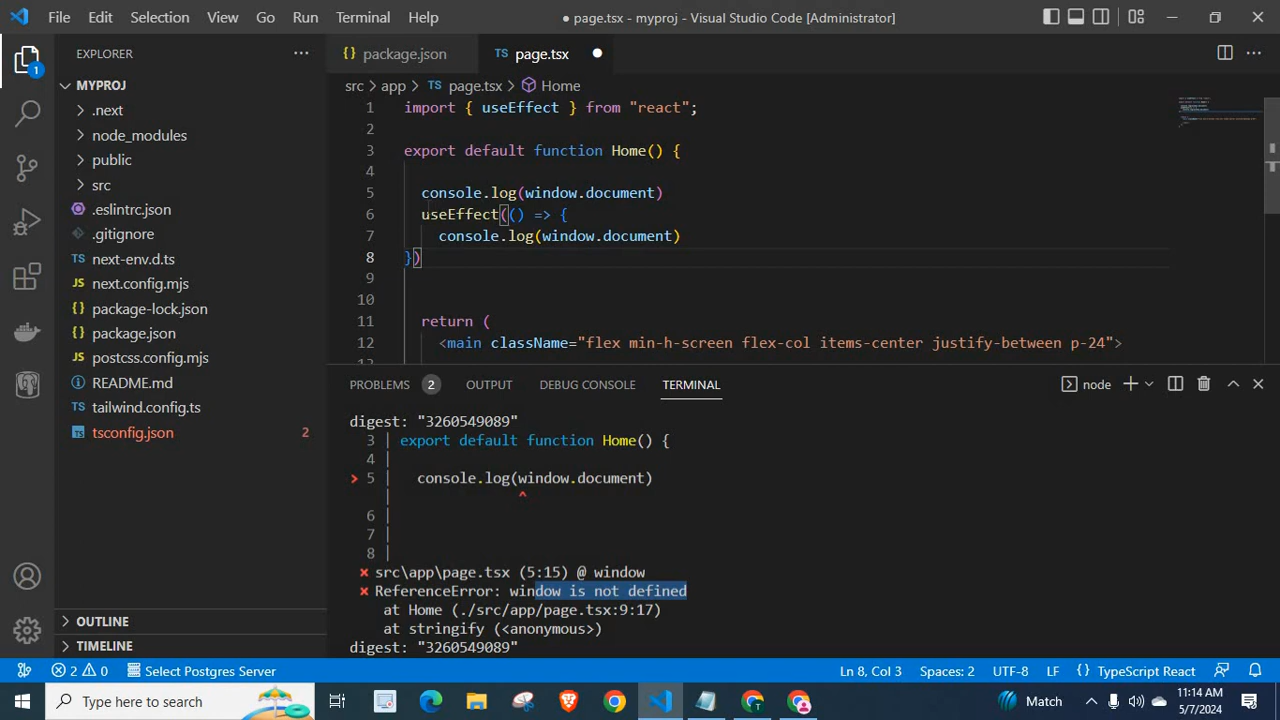 File Edit Selection View Go Run Terminal Help ● page.tsx - myproj - Visual Studio Code [Administrator]
EXPLORER ···
{} package.json TS page.tsx ●
MYPROJ
.next
node_modules
public
src
.eslintrc.json
.gitignore
TS next-env.d.ts
JS next.config.mjs
{} package-lock.json
{} package.json
JS postcss.config.mjs
README.md
TS tailwind.config.ts
tsconfig.json 2
OUTLINE
TIMELINE
1
src > app > TS page.tsx > Home
1 import { useEffect } from "react";
2
3 export default function Home() {
4
5 console.log(window.document)
6 useEffect(() => {
7 console.log(window.document)
8 })
9
10
11 return (
12 <main className="flex min-h-screen flex-col items-center justify-between p-24">
PROBLEMS 2 OUTPUT DEBUG CONSOLE TERMINAL node
digest: "3260549089"
3 | export default function Home() {
4 |
> 5 | console.log(window.document)
| ^
6 |
7 |
8 |
× src\app\page.tsx (5:15) @ window
× ReferenceError: window is not defined
at Home (./src/app/page.tsx:9:17)
at stringify (<anonymous>)
digest: "3260549089"
2 0 Select Postgres Server Ln 8, Col 3 Spaces: 2 UTF-8 LF {} TypeScript React
Type here to search Match 11:14 AM
5/7/2024